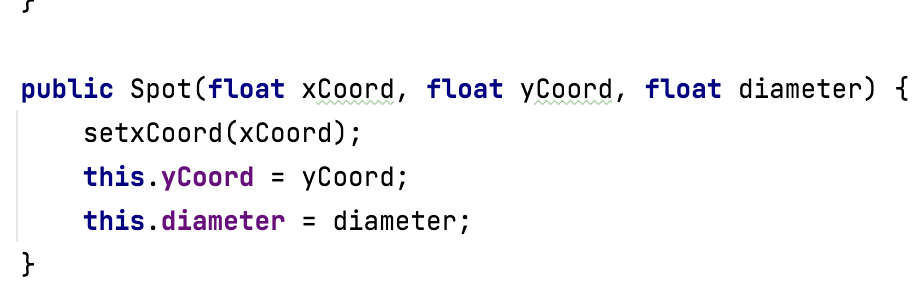 }
public Spot(float xCoord, float yCoord, float diameter) {
    setxCoord(xCoord);
    this.yCoord = yCoord;
    this.diameter = diameter;
}